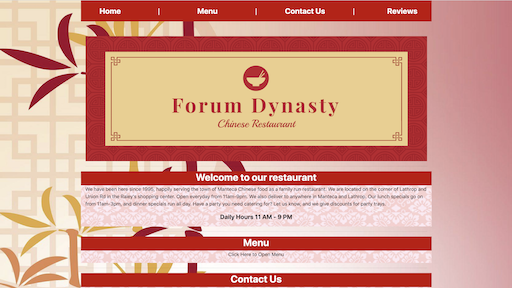 Home | Menu | Contact Us | Reviews
Forum Dynasty
Chinese Restaurant
Welcome to our restaurant
We have been here since 1995, happily serving the town of Manteca Chinese food as a family run restaurant. We are located on the corner of Lathrop and
Union Rd in the Raley's shopping center. Open everyday from 11am-9pm. We also deliver to anywhere in Manteca and Lathrop. Our lunch specials go on
from 11am-3pm, and dinner specials run all day. Have a party you need catering for? Let us know, and we give discounts for party trays.
Daily Hours 11 AM - 9 PM
Menu
Click Here to Open Menu
Contact Us